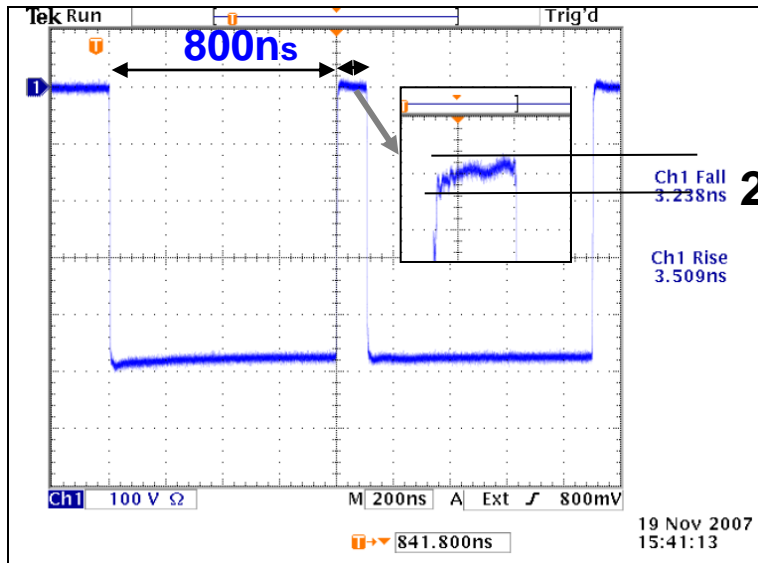 Tek Run Trig'd
T
T
800ns
1
T
]
Ch1 Fall
3.238ns
2
Ch1 Rise
3.509ns
Ch1 100 V Ω M 200ns A Ext ƒ 800mV
T→▼ 841.800ns
19 Nov 2007
15:41:13